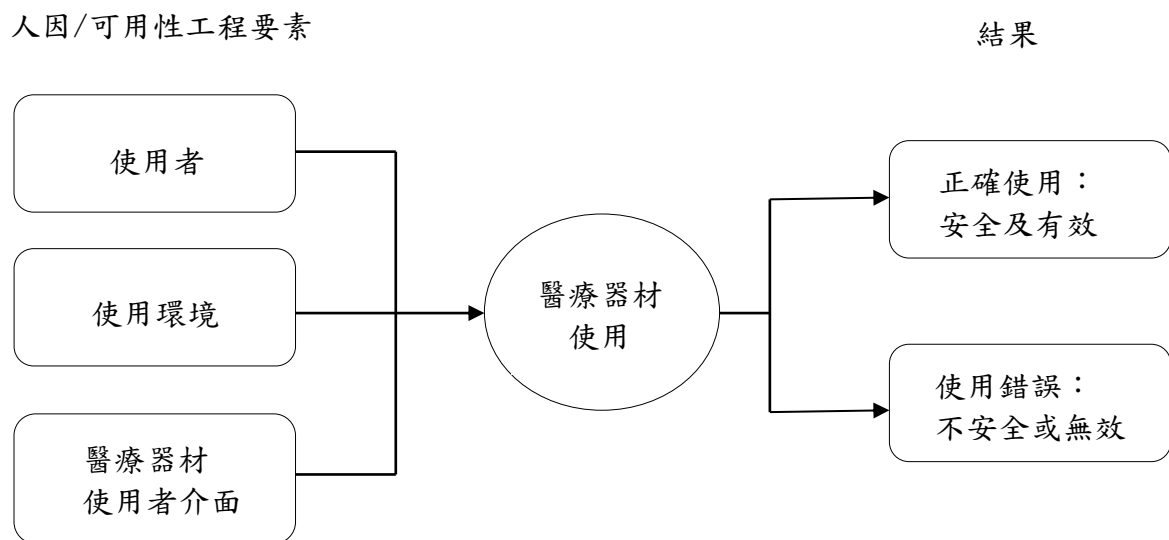 人因/可用性工程要素
結果
使用者
使用環境
醫療器材
使用者介面
醫療器材
使用
正確使用：
安全及有效
使用錯誤：
不安全或無效